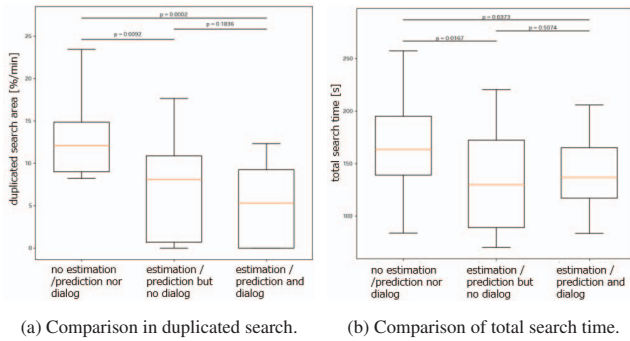 p = 0.0002
p = 0.0093
p = 0.1836
duplicated search area [%/min]
25
20
15
10
5
0
no estimation
/prediction nor
dialog
estimation /
prediction but
no dialog
estimation /
prediction and
dialog
(a) Comparison in duplicated search.
p = 0.0373
p = 0.0167
p = 0.5074
total search time [s]
250
200
150
100
no estimation
/prediction nor
dialog
estimation /
prediction but
no dialog
estimation /
prediction and
dialog
(b) Comparison of total search time.